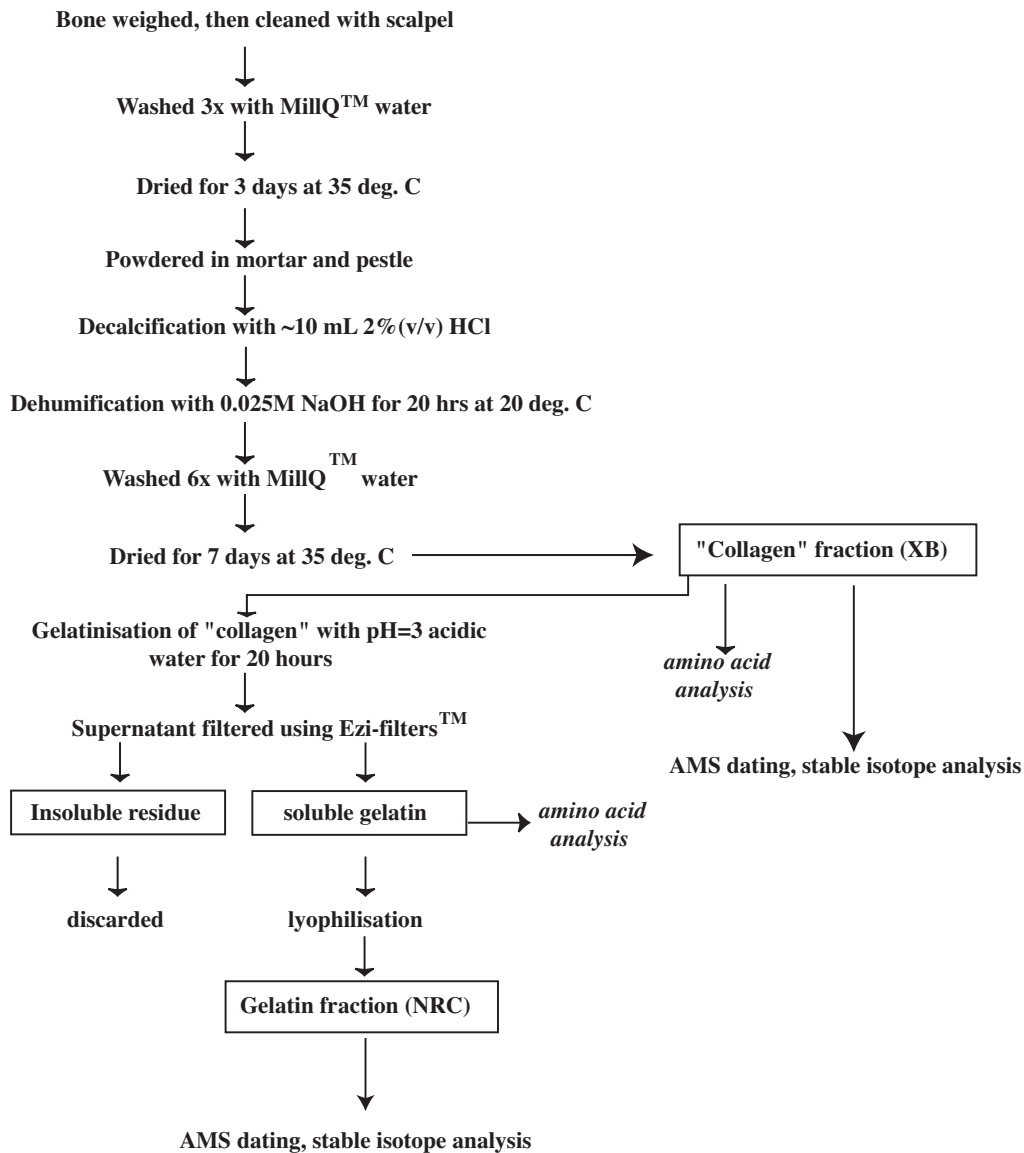 Bone weighed, then cleaned with scalpel
Washed 3x with MillQ™ water
Dried for 3 days at 35 deg. C
Powdered in mortar and pestle
Decalcification with ~10 mL 2%(v/v) HCl
Dehumification with 0.025M NaOH for 20 hrs at 20 deg. C
Washed 6x with MillQ™ water
Dried for 7 days at 35 deg. C
"Collagen" fraction (XB)
Gelatinisation of "collagen" with pH=3 acidic
water for 20 hours
amino acid
analysis
Supernatant filtered using Ezi-filters™
AMS dating, stable isotope analysis
Insoluble residue
soluble gelatin
amino acid
analysis
discarded
lyophilisation
Gelatin fraction (NRC)
AMS dating, stable isotope analysis